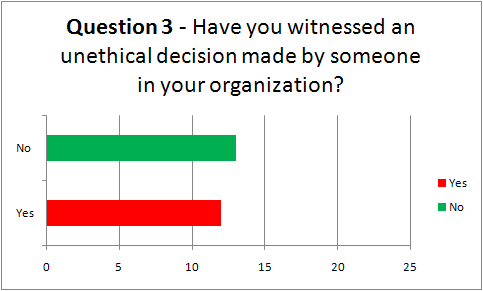 Question 3 - Have you witnessed an
unethical decision made by someone
in your organization?
No
Yes
Yes
No
0 5 10 15 20 25